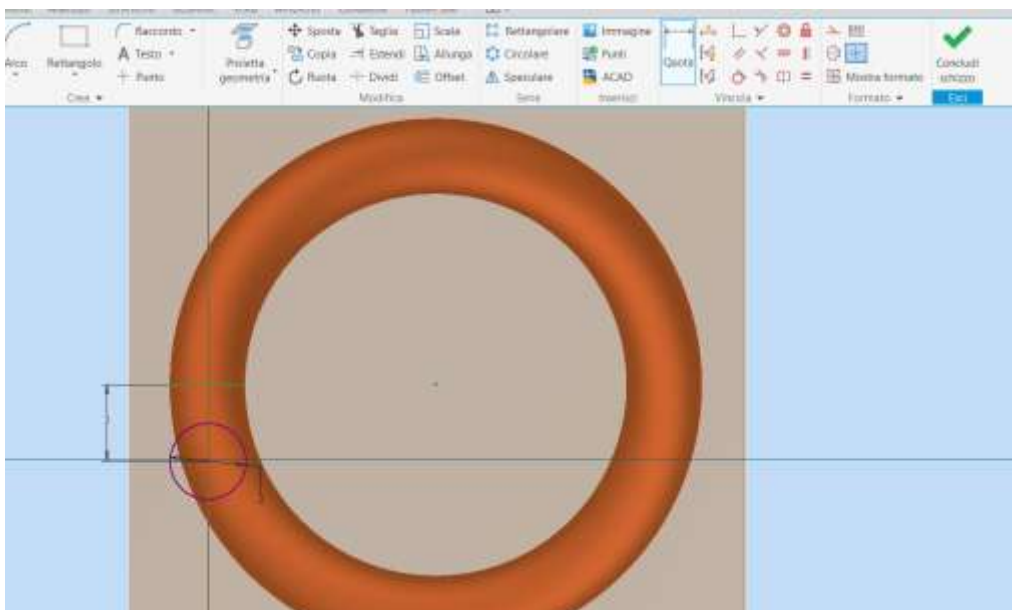 Arco Rettangolo Raccordo Testo Punto Proietta geometria Crea
Sposta Taglia Scala
Copia Estendi Allunga
Ruota Dividi Offset
Modifica
Rettangolare
Circolare
Speculare
Serie
Immagine
Punti
ACAD
Inserisci
Quota
Vincola
Mostra formato
Formato
Concludi schizzo
Esci